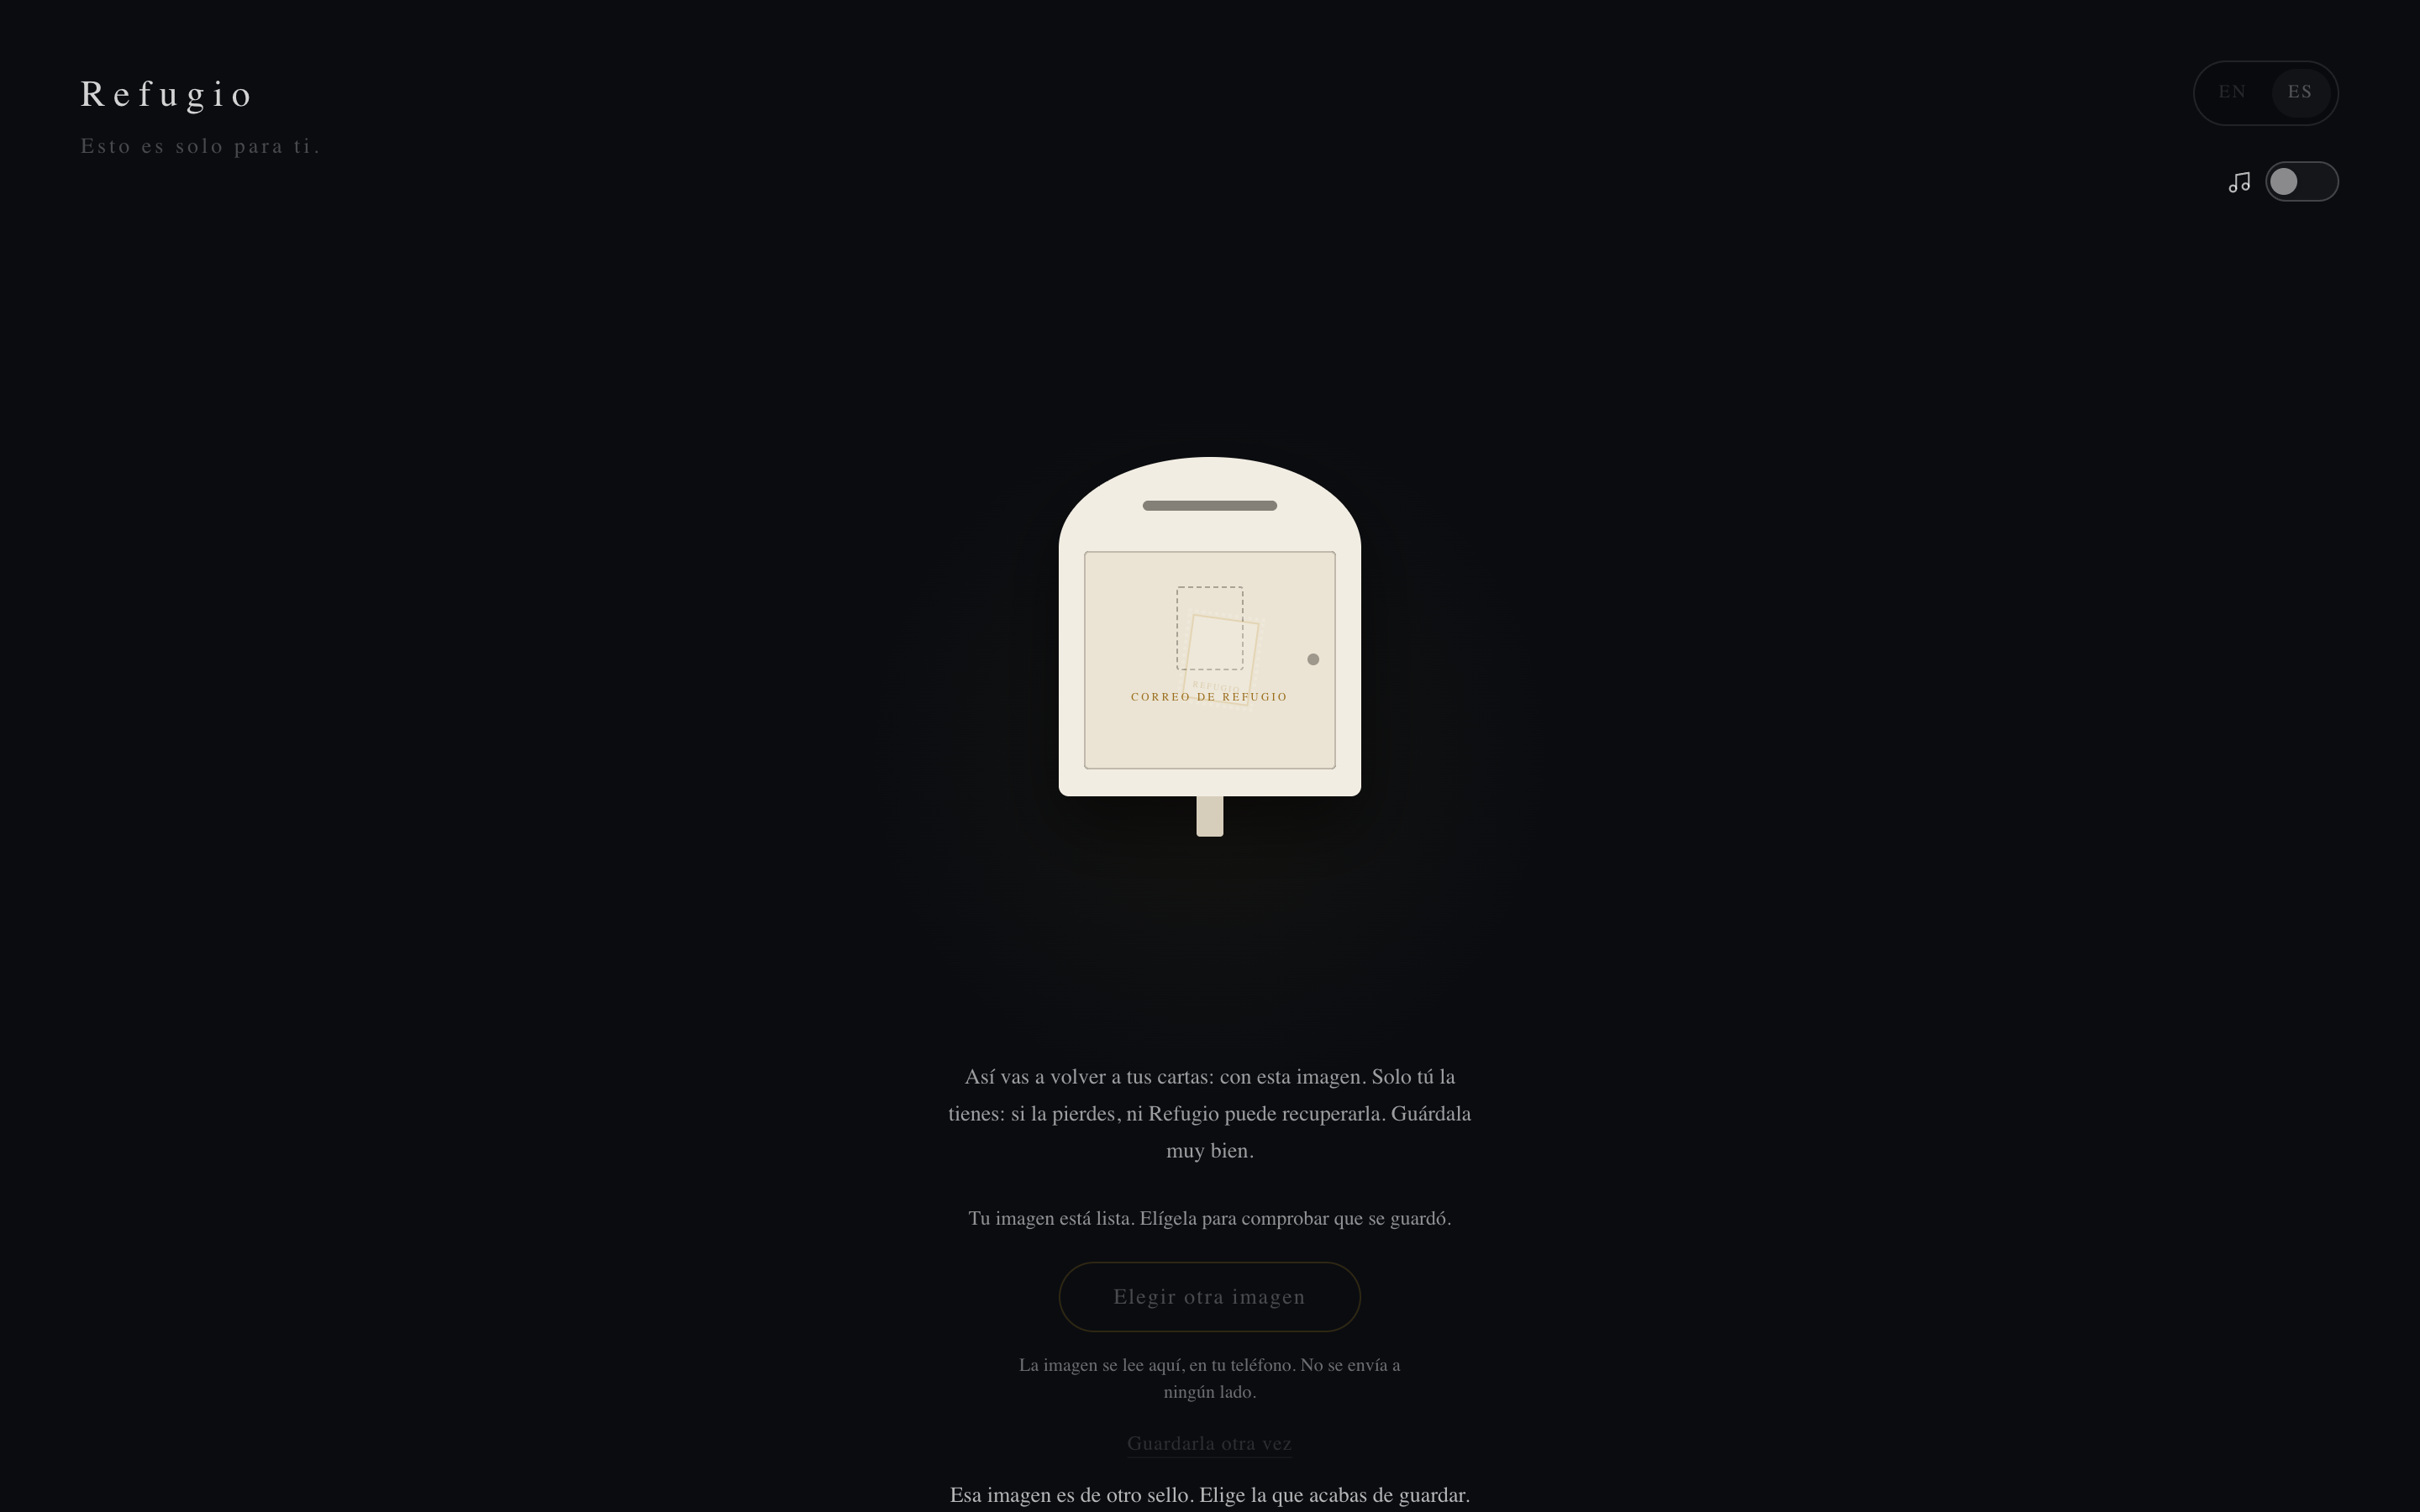 Refugio
Esto es solo para ti.
EN ES
REFUGIO
CORREO DE REFUGIO
Así vas a volver a tus cartas: con esta imagen. Solo tú la
tienes: si la pierdes, ni Refugio puede recuperarla. Guárdala
muy bien.
Tu imagen está lista. Elígela para comprobar que se guardó.
Elegir otra imagen
La imagen se lee aquí, en tu teléfono. No se envía a
ningún lado.
Guardarla otra vez
Esa imagen es de otro sello. Elige la que acabas de guardar.